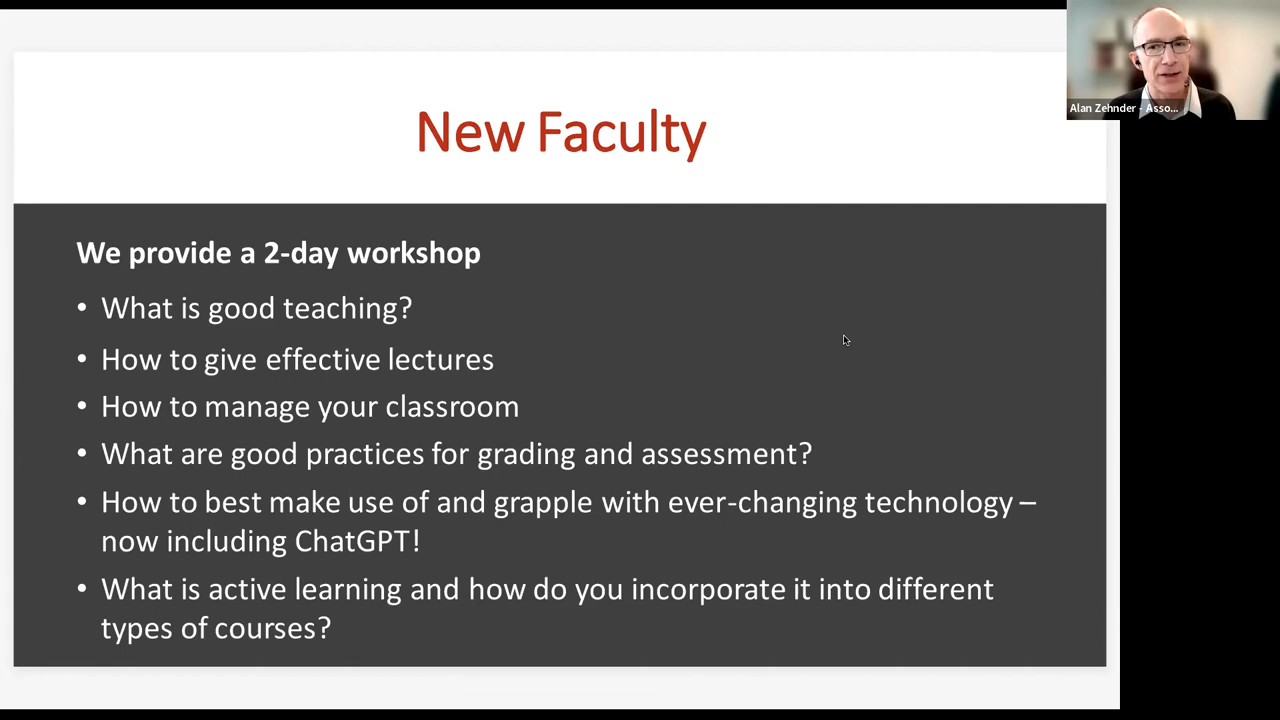 New Faculty
Alan Zehnder - Asso...
We provide a 2-day workshop
• What is good teaching?
• How to give effective lectures
• How to manage your classroom
• What are good practices for grading and assessment?
• How to best make use of and grapple with ever-changing technology –
now including ChatGPT!
• What is active learning and how do you incorporate it into different
types of courses?